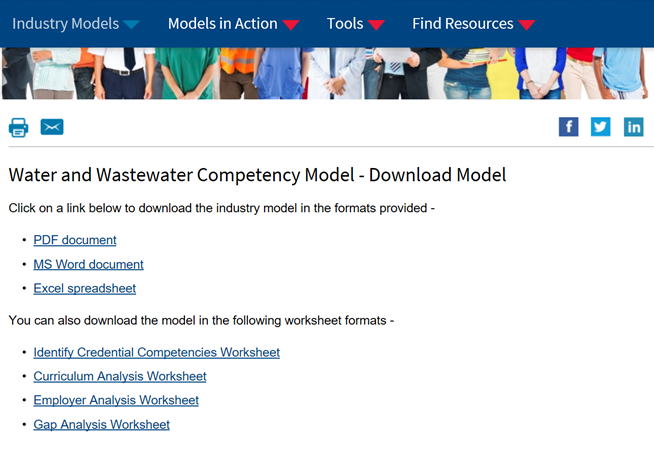 Industry Models Models in Action Tools Find Resources
f in
Water and Wastewater Competency Model - Download Model
Click on a link below to download the industry model in the formats provided -
• PDF document
• MS Word document
• Excel spreadsheet
You can also download the model in the following worksheet formats -
• Identify Credential Competencies Worksheet
• Curriculum Analysis Worksheet
• Employer Analysis Worksheet
• Gap Analysis Worksheet